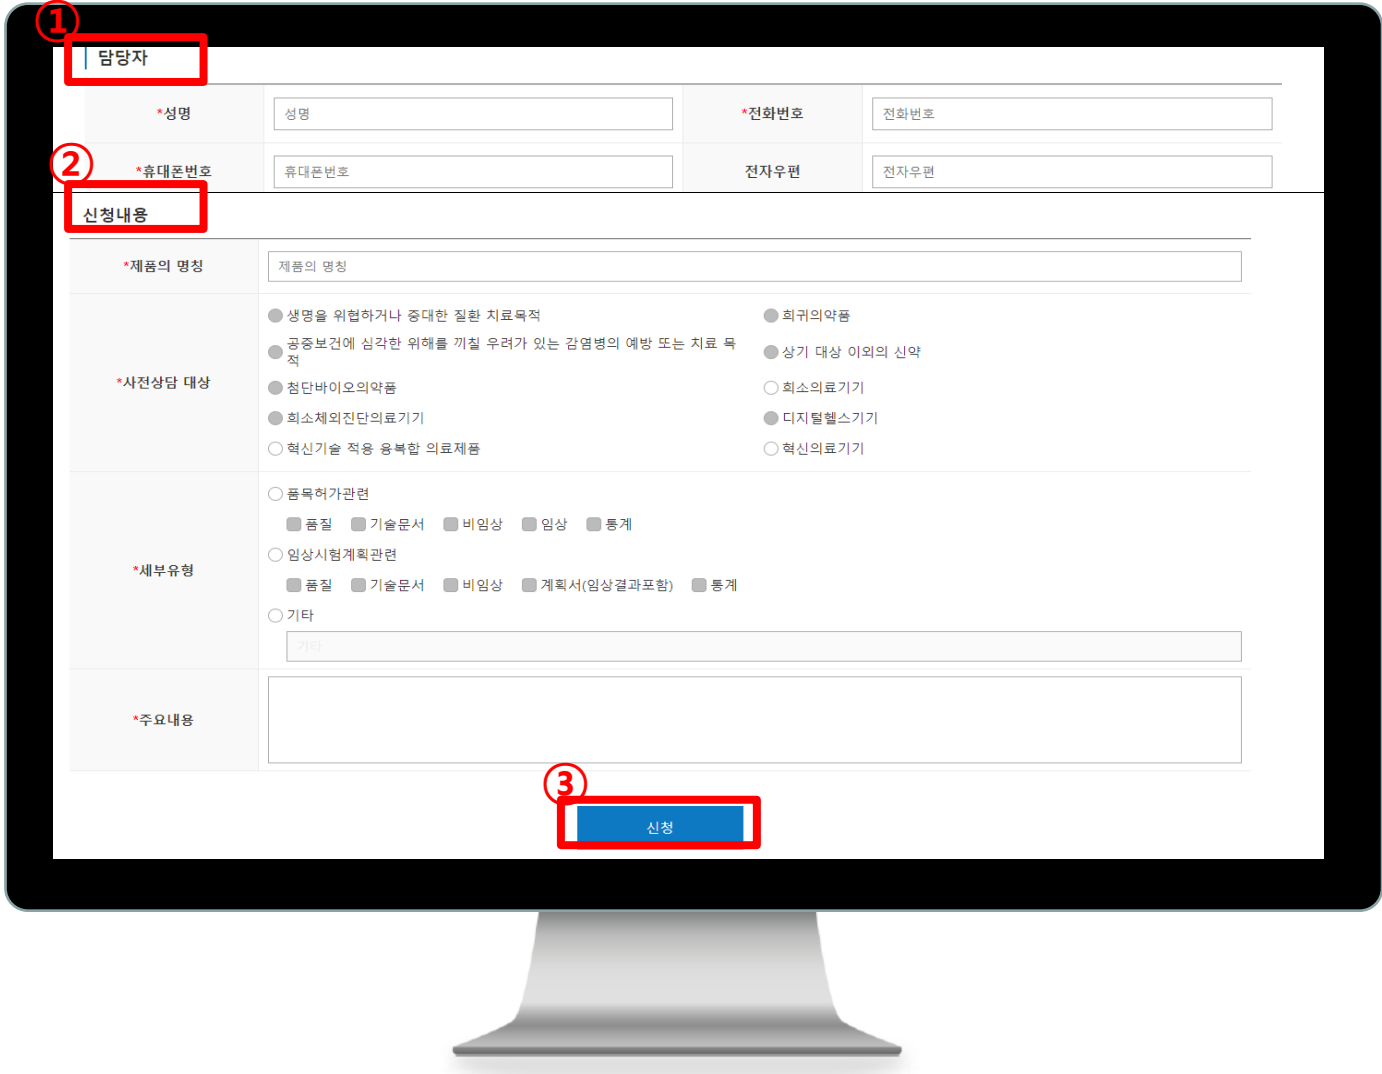 ①
담당자
*성명 성명 *전화번호 전화번호
②
*휴대폰번호 휴대폰번호 전자우편 전자우편
신청내용
*제품의 명칭 제품의 명칭
*사전상담 대상
생명을 위협하거나 중대한 질환 치료목적 희귀의약품
공중보건에 심각한 위해를 끼칠 우려가 있는 감염병의 예방 또는 치료 목
적
상기 대상 이외의 신약
첨단바이오의약품 희소의료기기
희소체외진단의료기기 디지털헬스기기
혁신기술 적용 융복합 의료제품 혁신의료기기
*세부유형
품목허가관련
품질 기술문서 비임상 임상 통계
임상시험계획관련
품질 기술문서 비임상 계획서(임상결과포함) 통계
기타
기타
*주요내용
③
신청